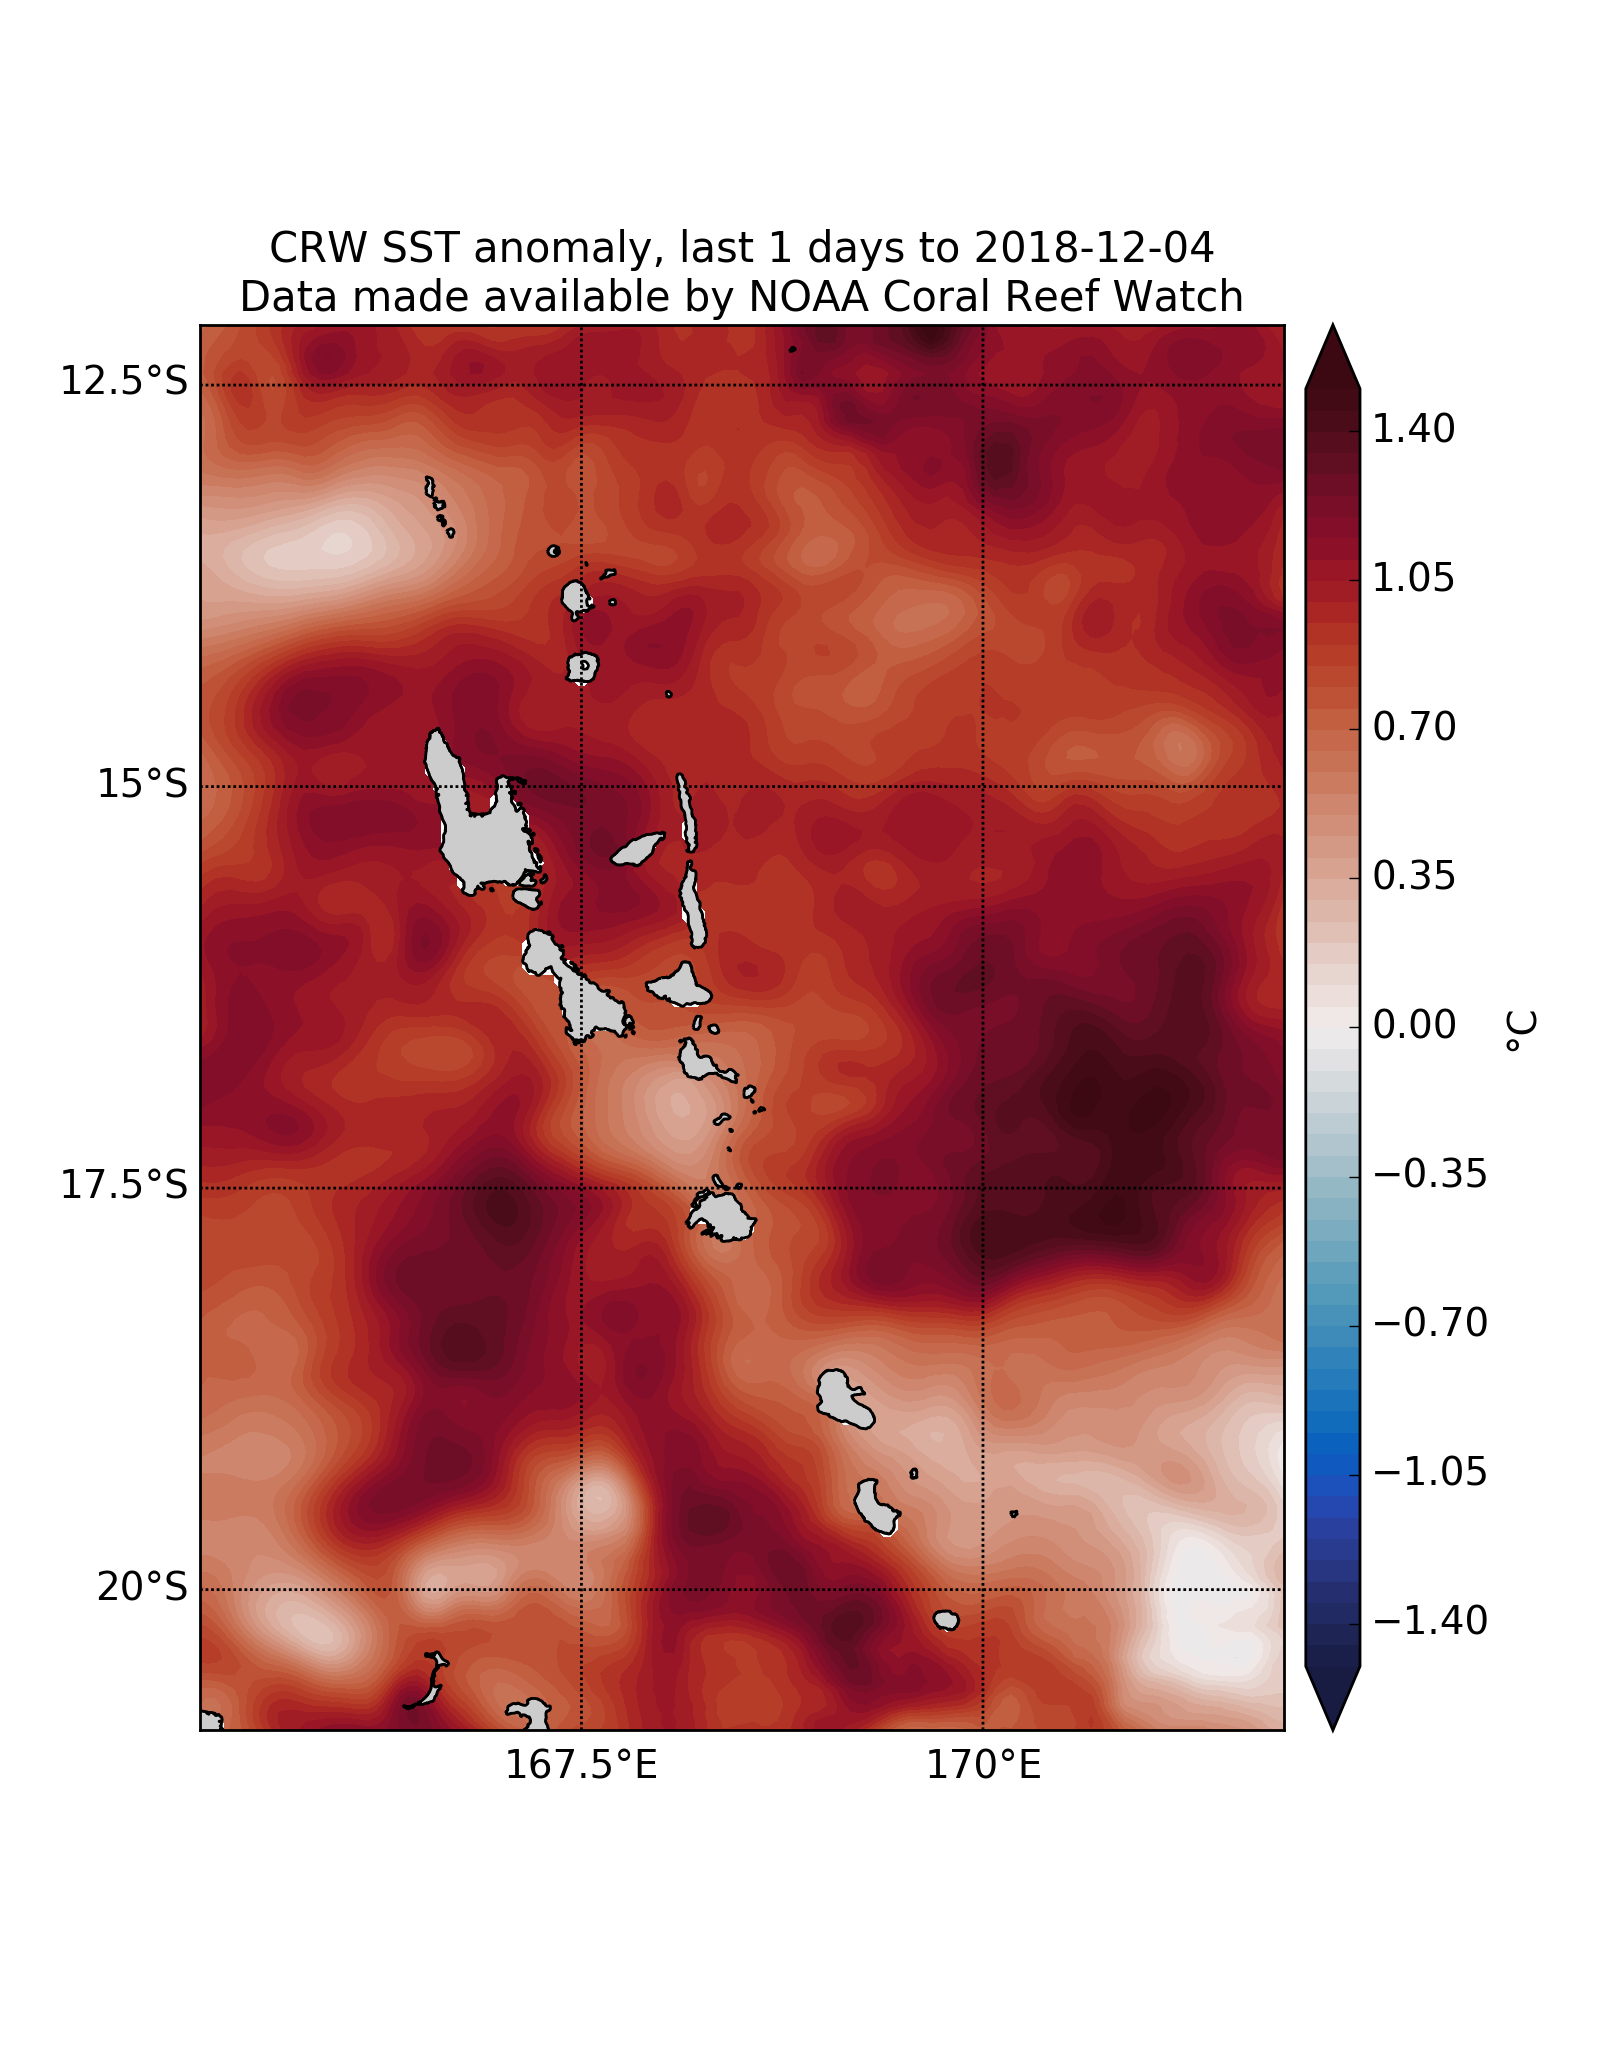 CRW SST anomaly, last 1 days to 2018-12-04
Data made available by NOAA Coral Reef Watch
12.5°S
15°S
17.5°S
20°S
167.5°E
170°E
1.40
1.05
0.70
0.35
0.00
−0.35
−0.70
−1.05
−1.40
°C